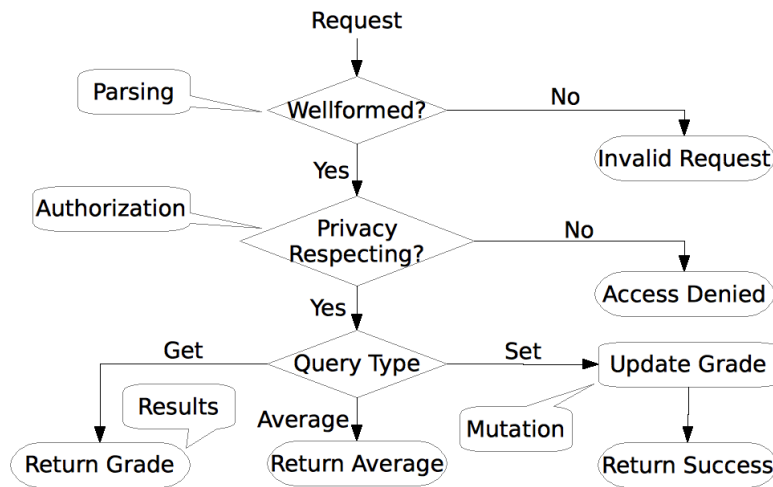 Request
Parsing
Wellformed?
No
Invalid Request
Yes
Authorization
Privacy
Respecting?
No
Access Denied
Yes
Get
Query Type
Set
Update Grade
Results
Average
Mutation
Return Grade
Return Average
Return Success